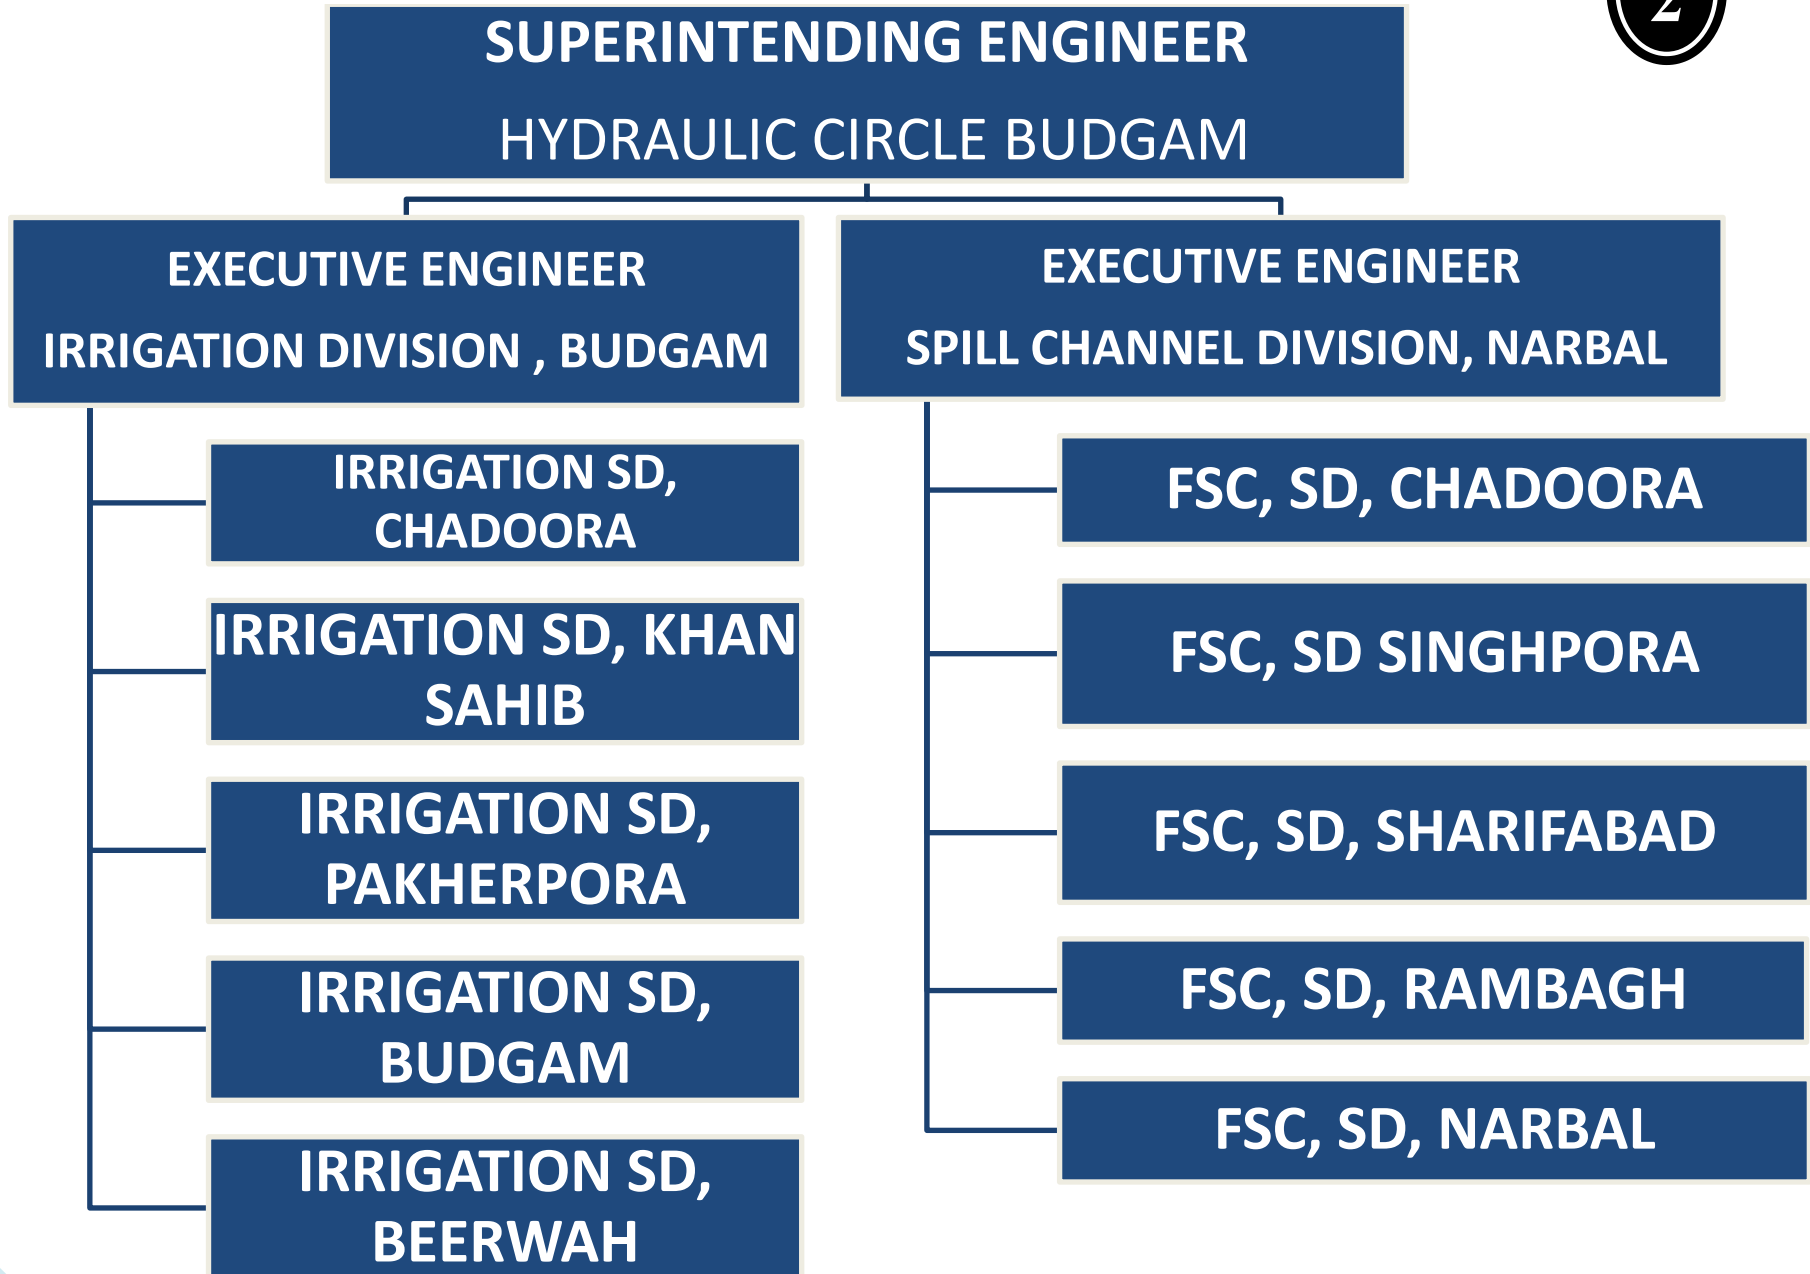 2
SUPERINTENDING ENGINEER
HYDRAULIC CIRCLE BUDGAM
EXECUTIVE ENGINEER
IRRIGATION DIVISION , BUDGAM
IRRIGATION SD,
CHADOORA
IRRIGATION SD, KHAN
SAHIB
IRRIGATION SD,
PAKHERPORA
IRRIGATION SD,
BUDGAM
IRRIGATION SD,
BEERWAH
EXECUTIVE ENGINEER
SPILL CHANNEL DIVISION, NARBAL
FSC, SD, CHADOORA
FSC, SD SINGHPORA
FSC, SD, SHARIFABAD
FSC, SD, RAMBAGH
FSC, SD, NARBAL